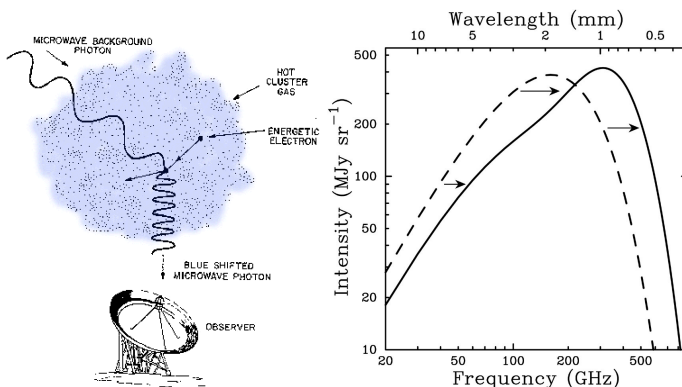 MICROWAVE BACKGROUND
PHOTON
HOT
CLUSTER
GAS
ENERGETIC
ELECTRON
BLUE SHIFTED
MICROWAVE PHOTON
OBSERVER
Wavelength (mm)
10 5 2 1 0.5
Intensity (MJy sr⁻¹)
500
200
100
50
20
10
20 50 100 200 500
Frequency (GHz)